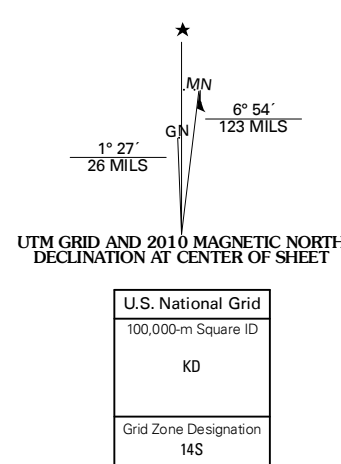 ★
MN
6° 54´
123 MILS
GN
1° 27´
26 MILS
UTM GRID AND 2010 MAGNETIC NORTH
DECLINATION AT CENTER OF SHEET
U.S. National Grid
100,000-m Square ID
KD
Grid Zone Designation
14S